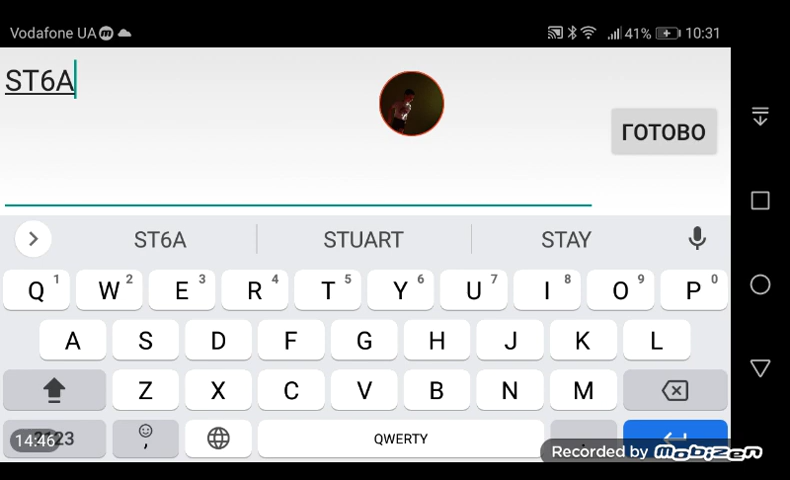 Vodafone UA 41% 10:31
ST6A
ГОТОВО
ST6A STUART STAY
Q 1 W 2 E 3 R 4 T 5 Y 6 U 7 I 8 O 9 P 0
A S D F G H J K L
Z X C V B N M
14:46 123 , QWERTY .
Recorded by mobizen